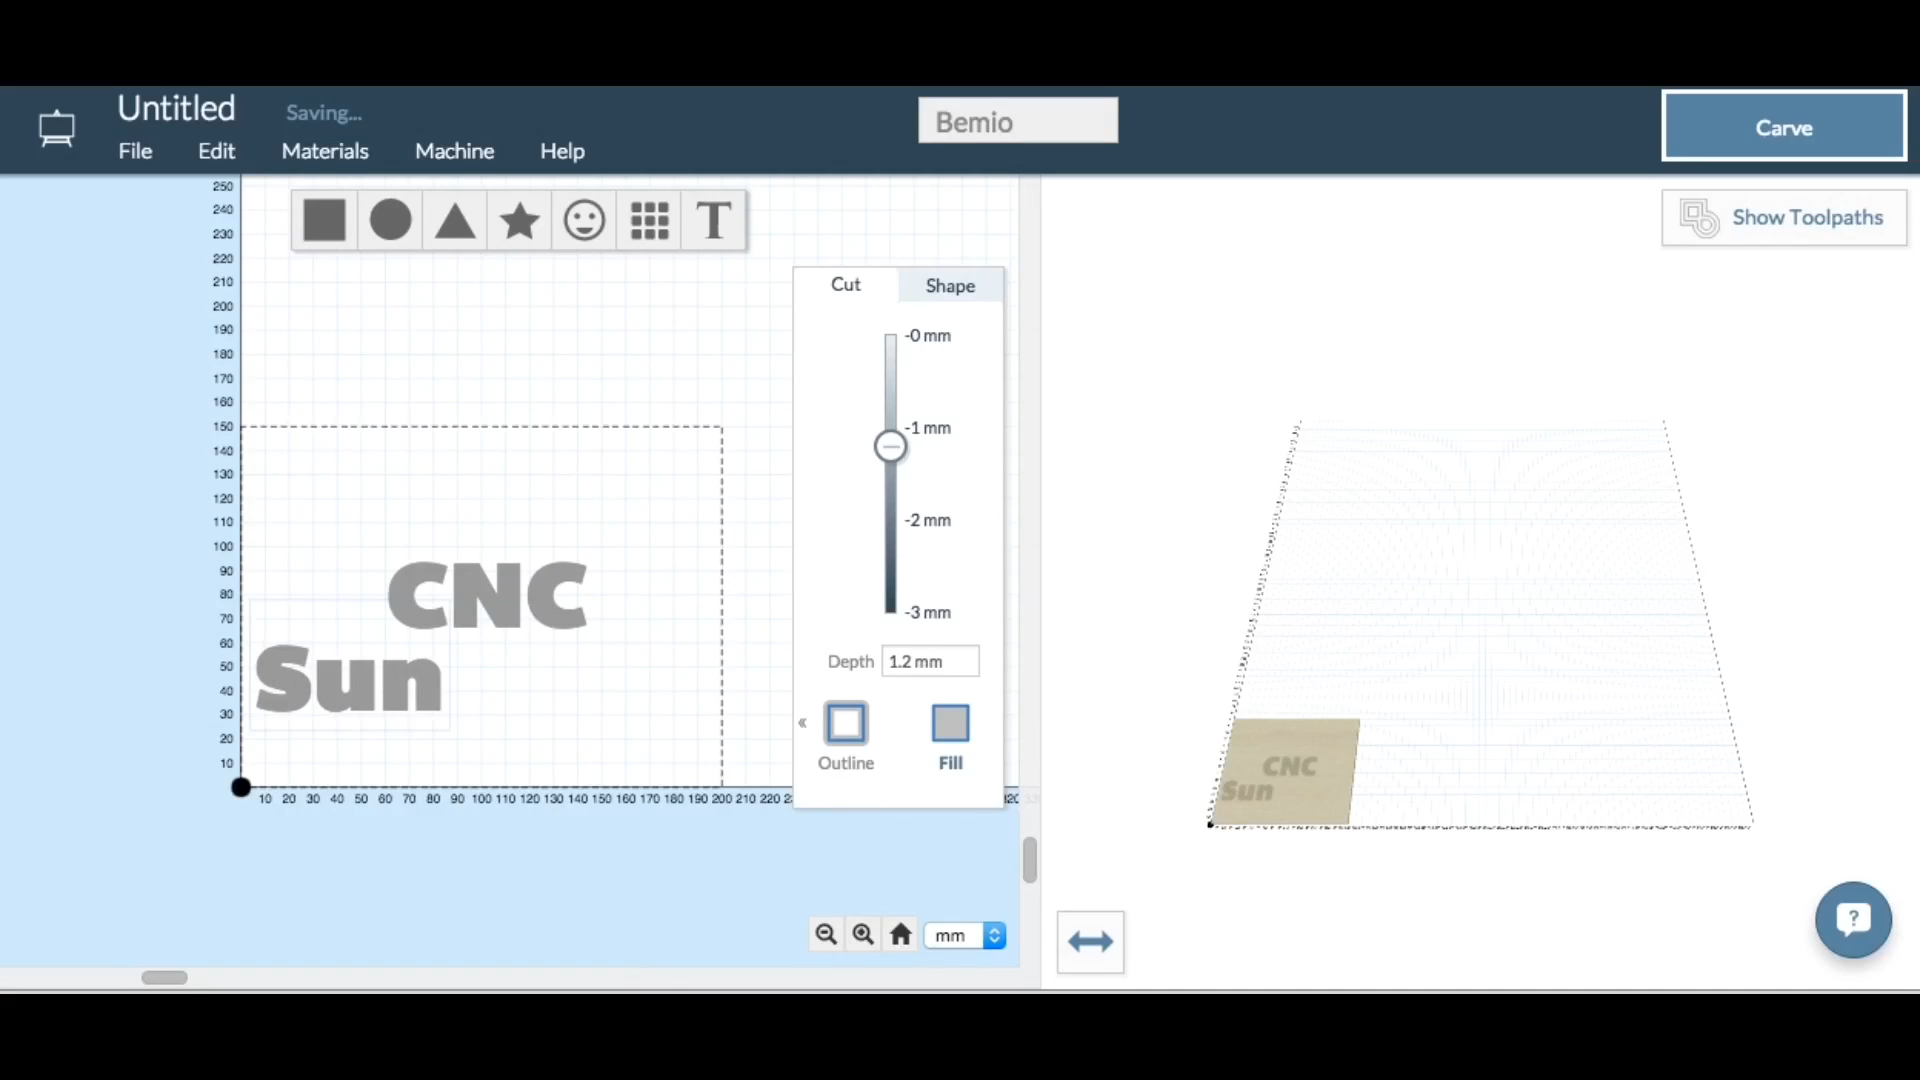 Untitled
Saving...
File Edit Materials Machine Help
Bemio
Carve
Show Toolpaths
T
Cut
Shape
-0 mm
-1 mm
-2 mm
-3 mm
Depth 1.2 mm
Outline
Fill
250
240
230
220
210
200
190
180
170
160
150
140
130
120
110
100
90
80
70
60
50
40
30
20
10
CNC
Sun
10 20 30 40 50 60 70 80 90 100 110 120 130 140 150 160 170 180 190 200 210 220
mm
CNC
Sun
?